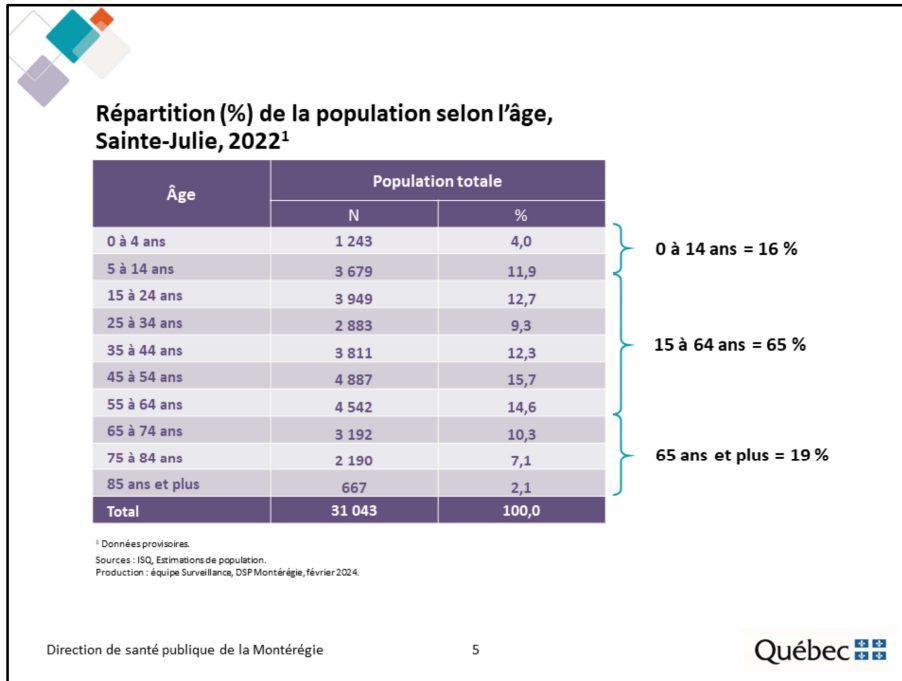 Répartition (%) de la population selon l'âge,
Sainte-Julie, 2022¹
Âge Population totale
N %
0 à 4 ans 1 243 4,0
5 à 14 ans 3 679 11,9
15 à 24 ans 3 949 12,7
25 à 34 ans 2 883 9,3
35 à 44 ans 3 811 12,3
45 à 54 ans 4 887 15,7
55 à 64 ans 4 542 14,6
65 à 74 ans 3 192 10,3
75 à 84 ans 2 190 7,1
85 ans et plus 667 2,1
Total 31 043 100,0
0 à 14 ans = 16 %
15 à 64 ans = 65 %
65 ans et plus = 19 %
¹ Données provisoires.
Sources : ISQ, Estimations de population.
Production : équipe Surveillance, DSP Montérégie, février 2024.
Direction de santé publique de la Montérégie 5 Québec